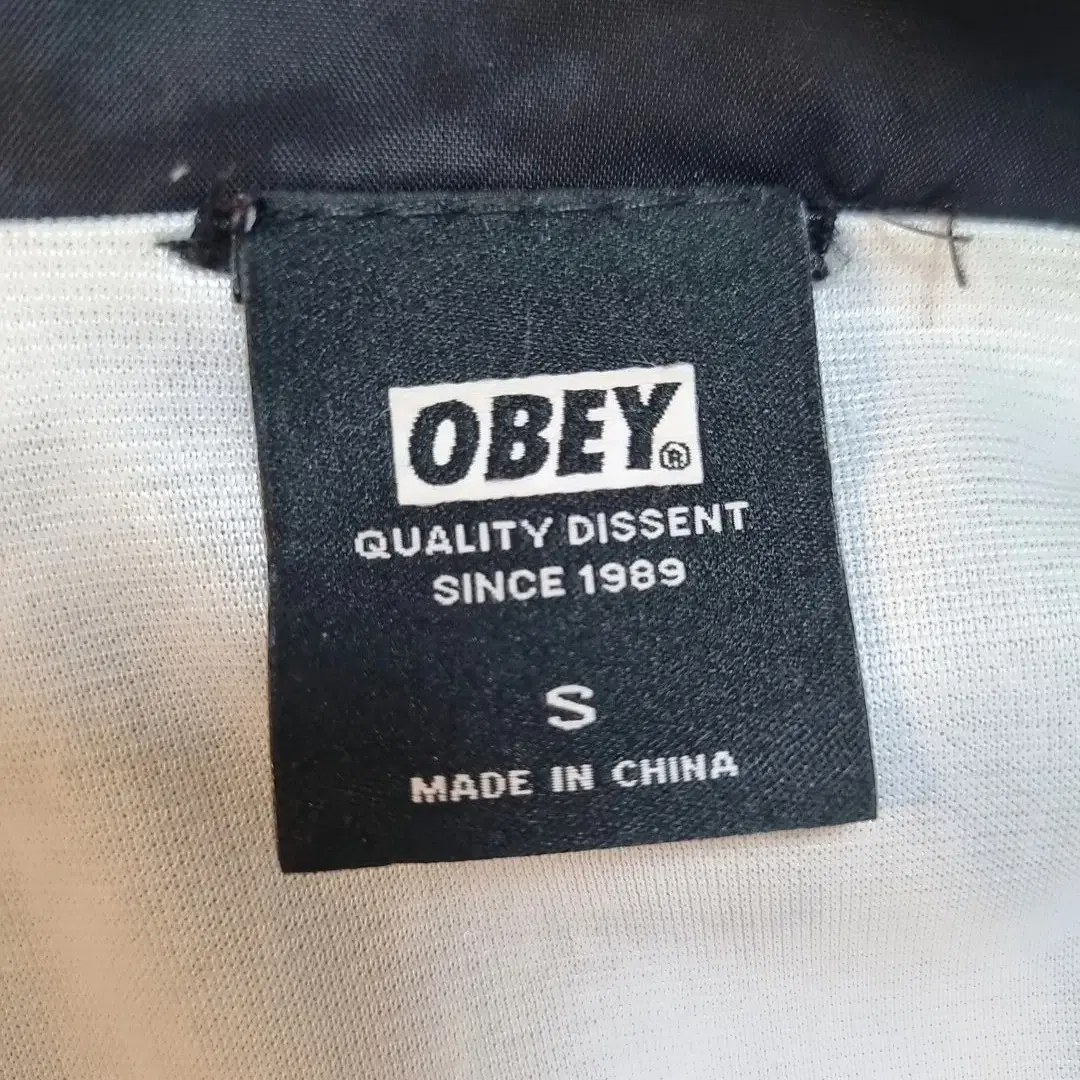 OBEY®
QUALITY DISSENT
SINCE 1989
S
MADE IN CHINA